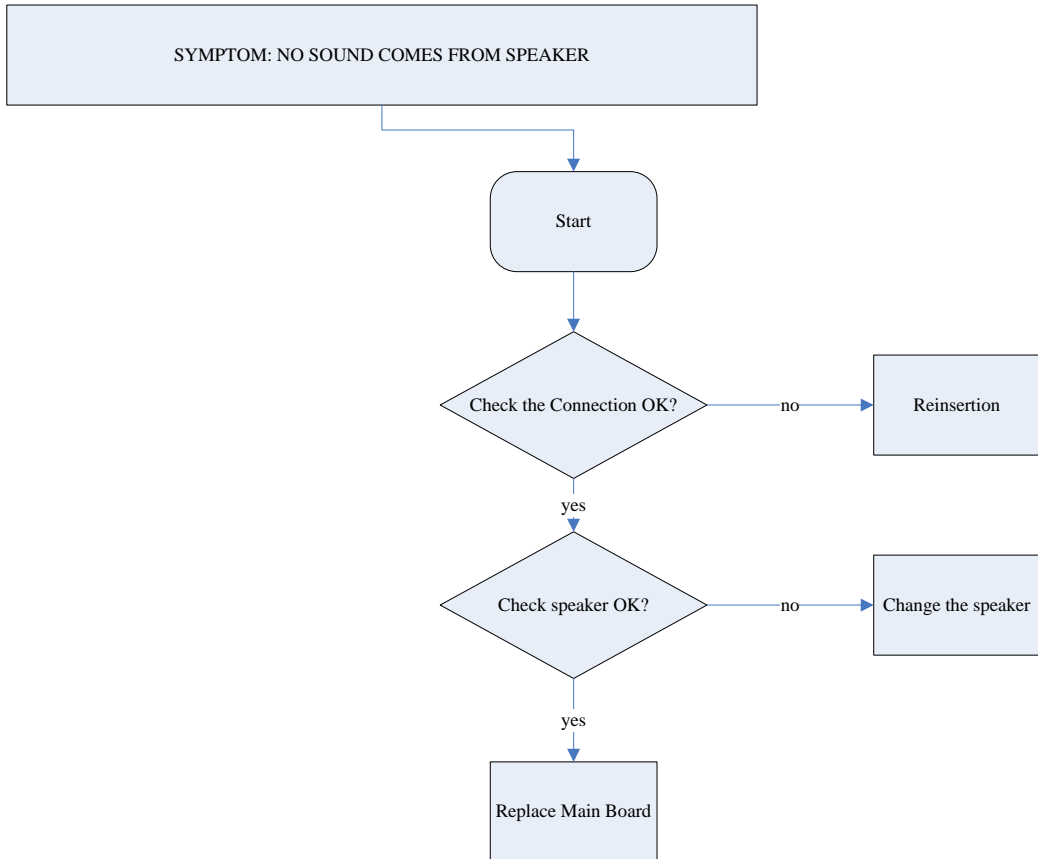 SYMPTOM: NO SOUND COMES FROM SPEAKER
Start
Check the Connection OK?
no
Reinsertion
yes
Check speaker OK?
no
Change the speaker
yes
Replace Main Board